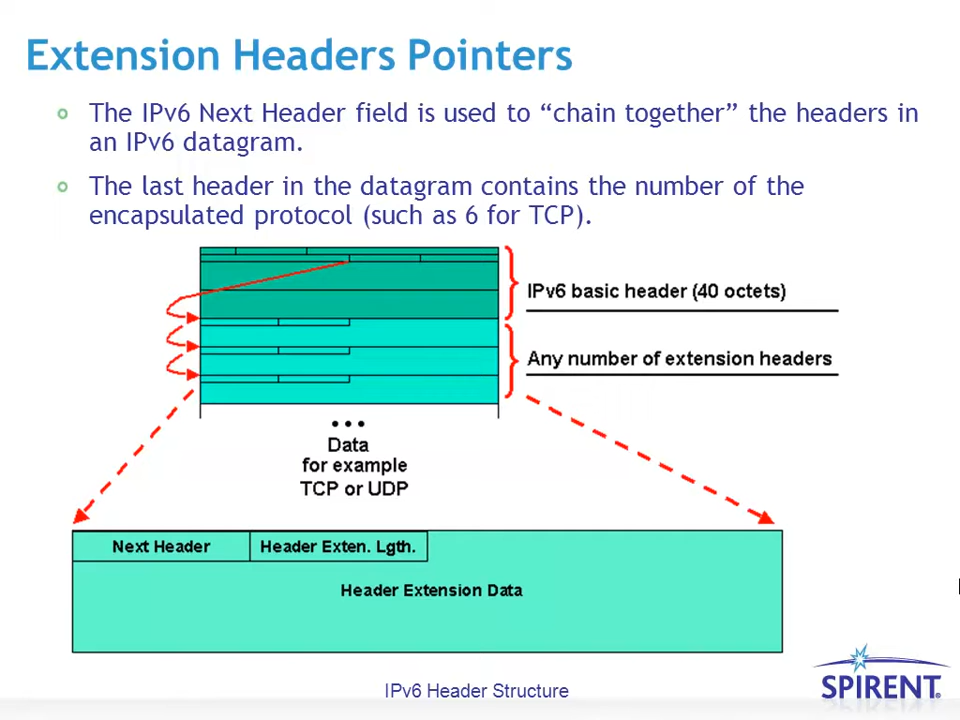 Extension Headers Pointers
The IPv6 Next Header field is used to “chain together” the headers in
an IPv6 datagram.
The last header in the datagram contains the number of the
encapsulated protocol (such as 6 for TCP).
IPv6 basic header (40 octets)
Any number of extension headers
•••
Data
for example
TCP or UDP
Next Header
Header Exten. Lgth.
Header Extension Data
IPv6 Header Structure
SPIRENT®